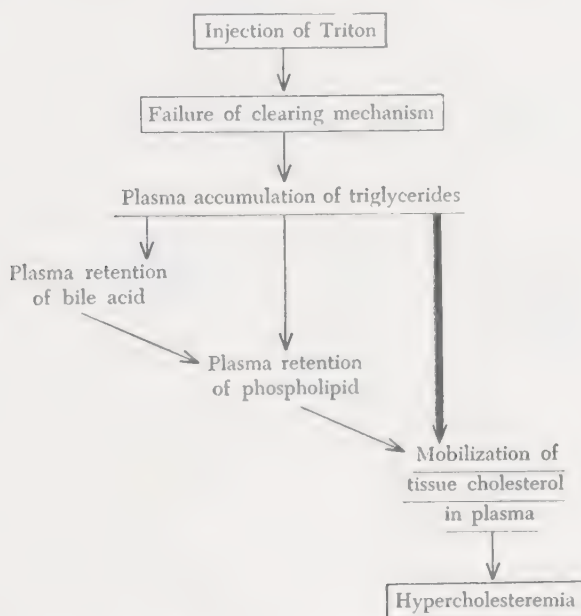 Injection of Triton
Failure of clearing mechanism
Plasma accumulation of triglycerides
Plasma retention
of bile acid
Plasma retention
of phospholipid
Mobilization of
tissue cholesterol
in plasma
Hypercholesteremia